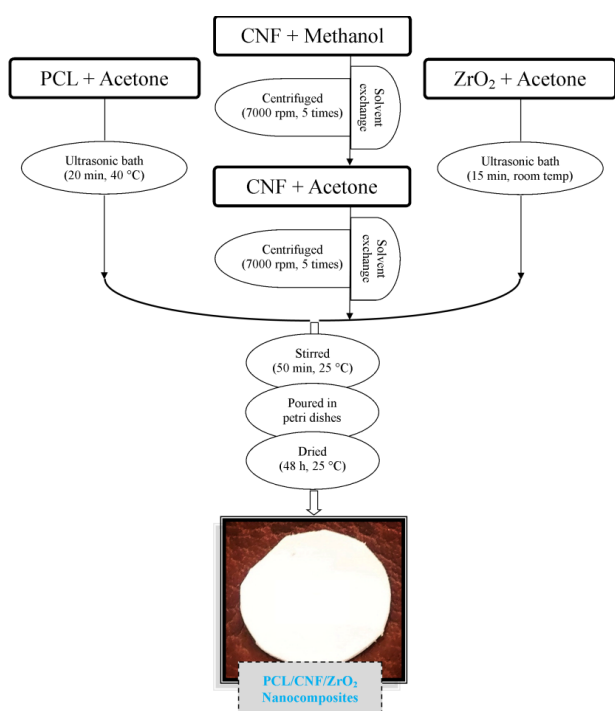 CNF + Methanol
PCL + Acetone
ZrO₂ + Acetone
Centrifuged
(7000 rpm, 5 times)
Solvent
exchange
Ultrasonic bath
(20 min, 40 °C)
Ultrasonic bath
(15 min, room temp)
CNF + Acetone
Centrifuged
(7000 rpm, 5 times)
Solvent
exchange
Stirred
(50 min, 25 °C)
Poured in
petri dishes
Dried
(48 h, 25 °C)
PCL/CNF/ZrO₂
Nanocomposites